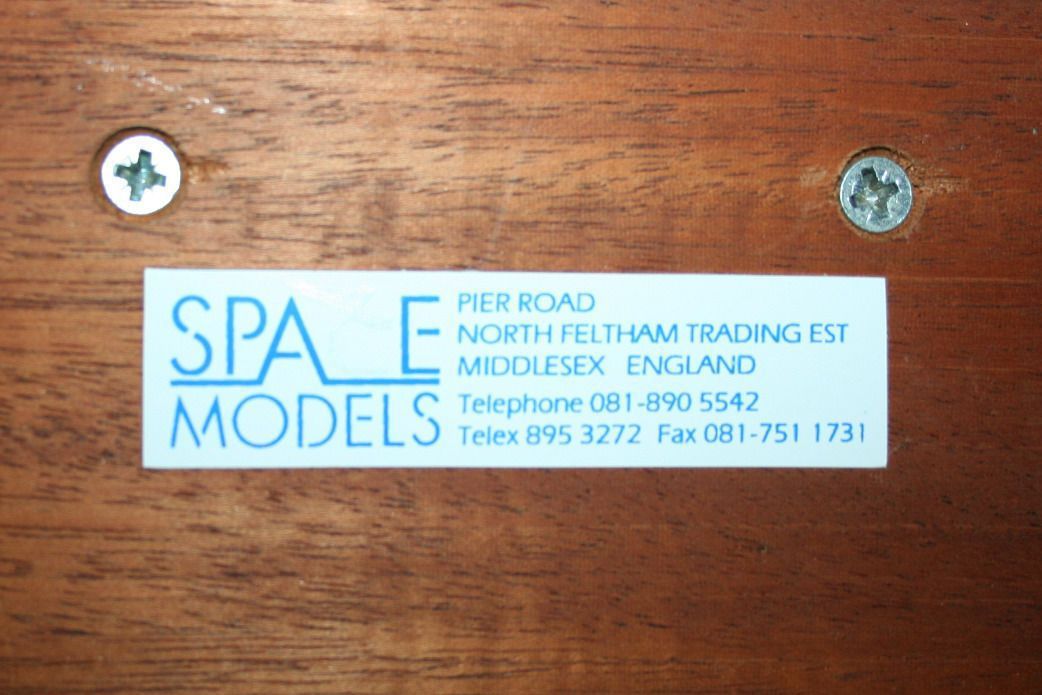 SPA E
MODELS
PIER ROAD
NORTH FELTHAM TRADING EST
MIDDLESEX ENGLAND
Telephone 081-890 5542
Telex 895 3272 Fax 081-751 1731